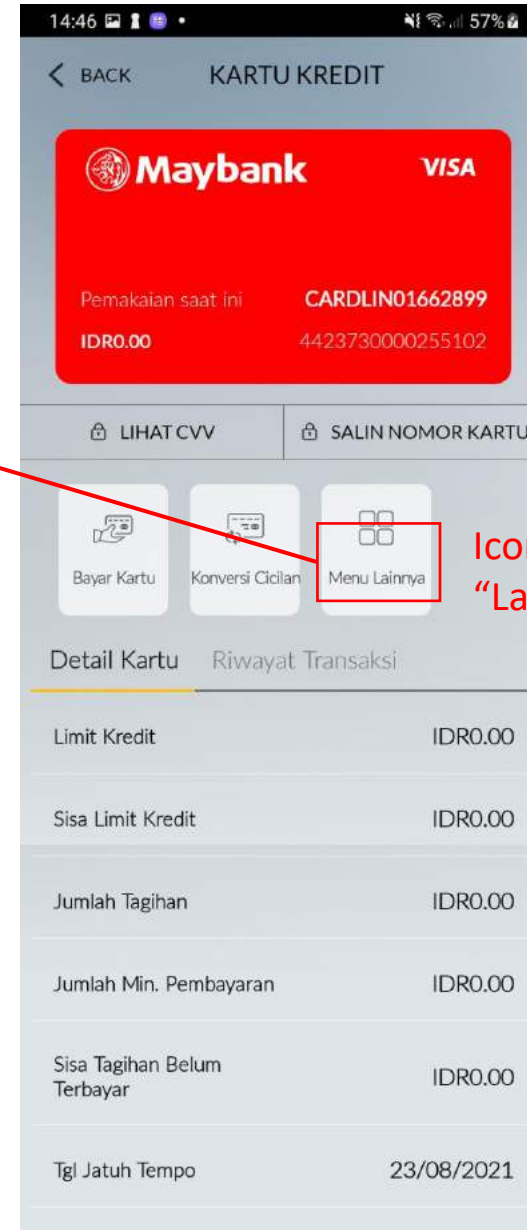 14:46
57%
BACK KARTU KREDIT
Maybank VISA
Pemakaian saat ini CARDLIN01662899
IDR0.00 4423730000255102
LIHAT CVV SALIN NOMOR KARTU
Bayar Kartu Konversi Cicilan Menu Lainnya
Detail Kartu Riwayat Transaksi
Limit Kredit IDR0.00
Sisa Limit Kredit IDR0.00
Jumlah Tagihan IDR0.00
Jumlah Min. Pembayaran IDR0.00
Sisa Tagihan Belum
Terbayar IDR0.00
Tgl Jatuh Tempo 23/08/2021